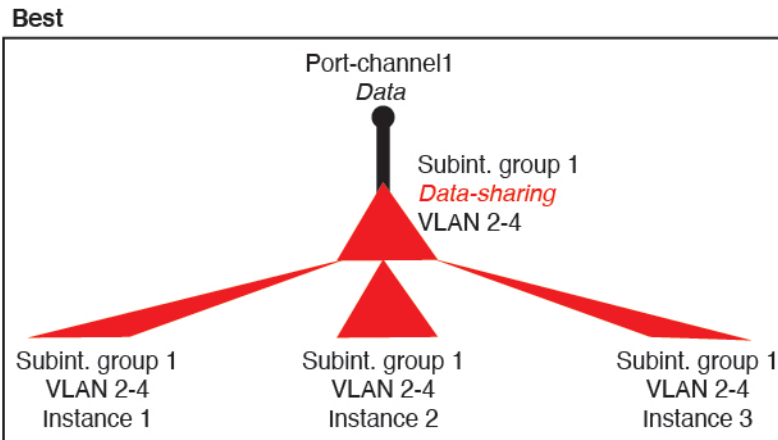 Best
Port-channel1
Data
Subint. group 1
Data-sharing
VLAN 2-4
Subint. group 1
VLAN 2-4
Instance 1
Subint. group 1
VLAN 2-4
Instance 2
Subint. group 1
VLAN 2-4
Instance 3